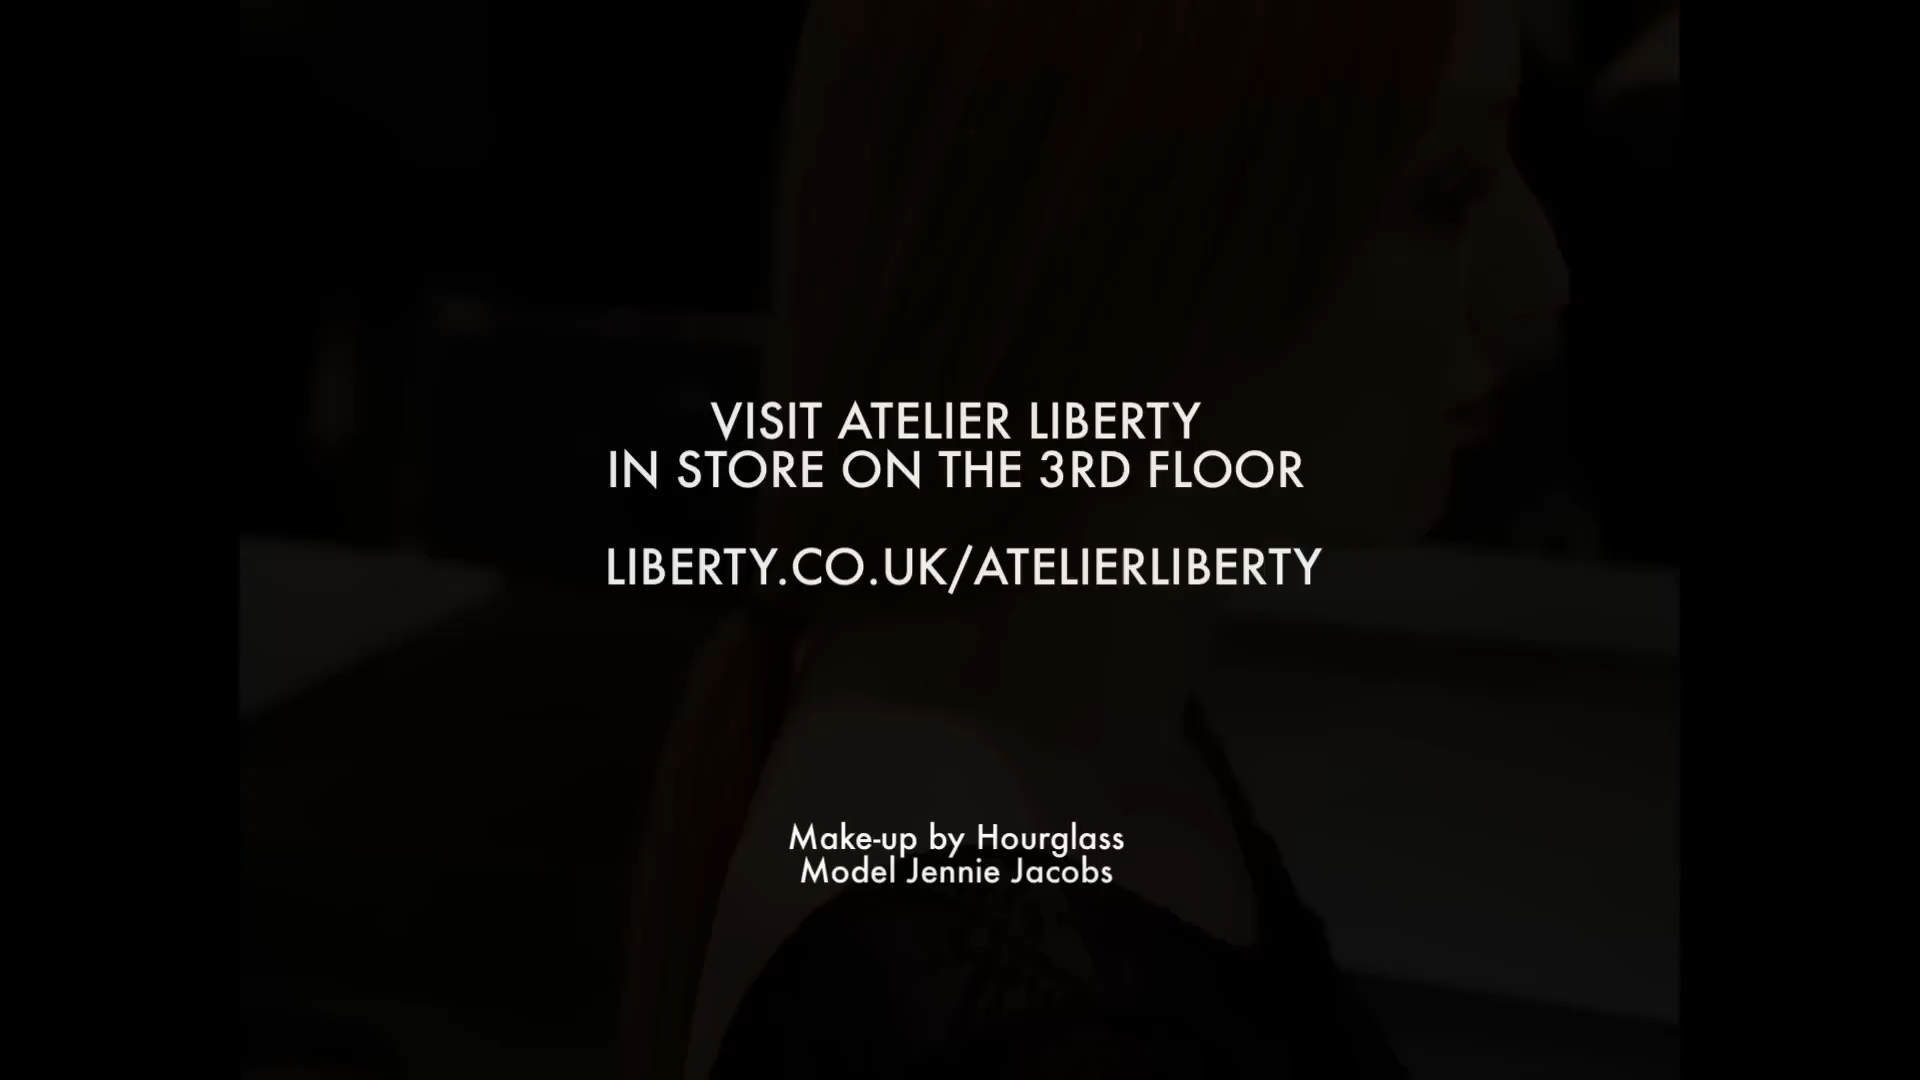 VISIT ATELIER LIBERTY
IN STORE ON THE 3RD FLOOR
LIBERTY.CO.UK/ATELIERLIBERTY
Make-up by Hourglass
Model Jennie Jacobs